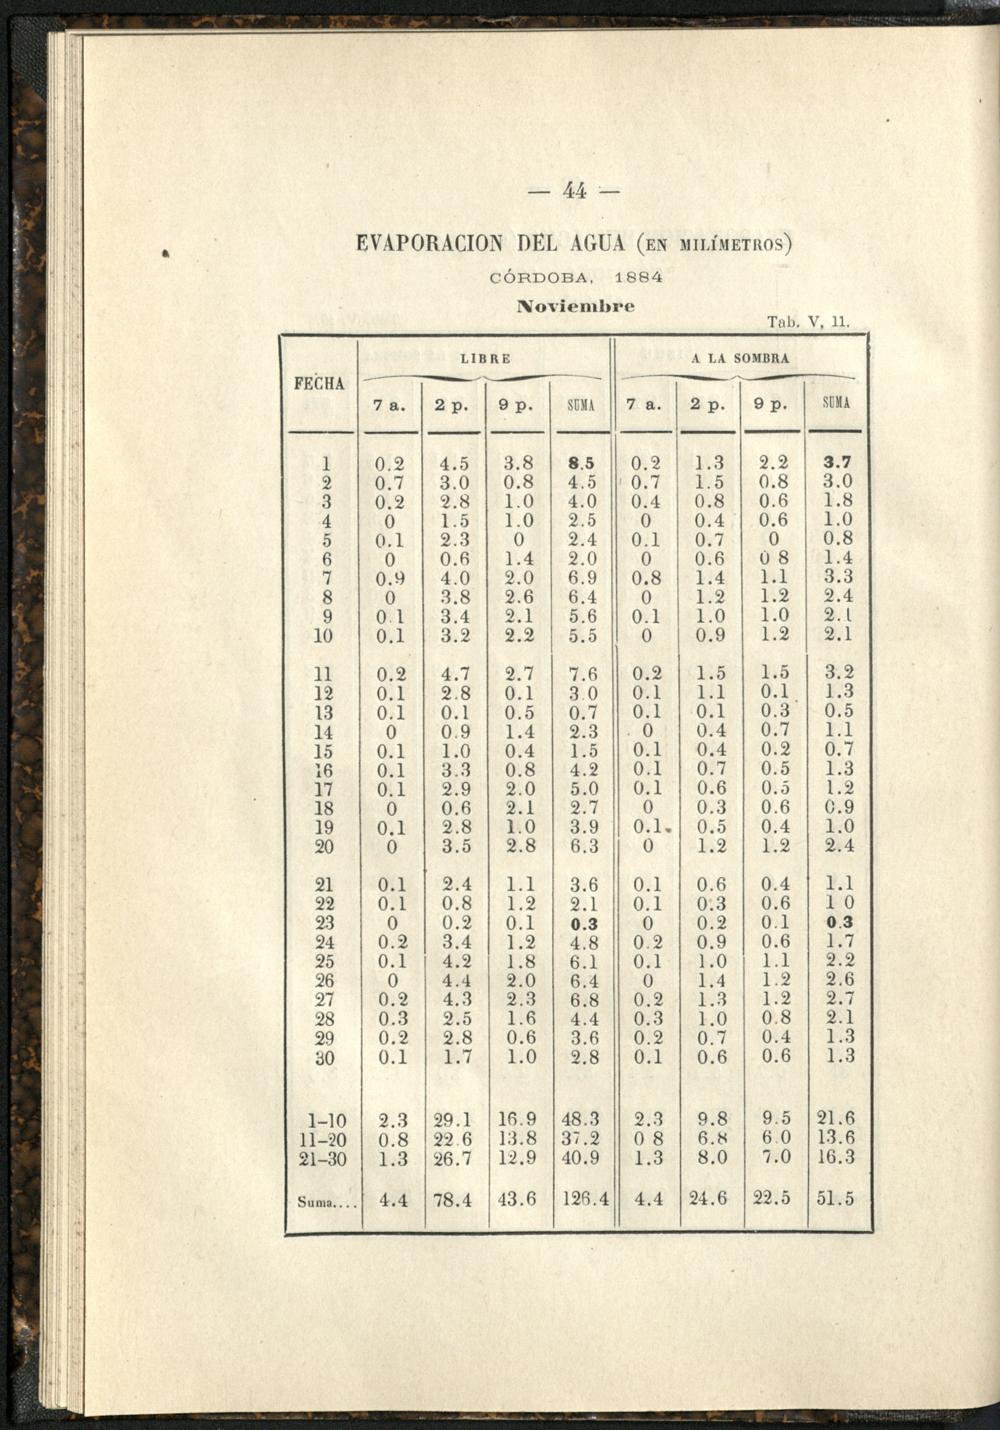 — 44 —
EVAPORACION DEL AGUA (EN MILÍMETROS)
CÓRDOBA, 1884
Noviembre
Tab. V, 11.
FECHA LIBRE A LA SOMBRA
7 a. 2 p. 9 p. SUMA 7 a. 2 p. 9 p. SUMA
1 0.2 4.5 3.8 8.5 0.2 1.3 2.2 3.7
2 0.7 3.0 0.8 4.5 0.7 1.5 0.8 3.0
3 0.2 2.8 1.0 4.0 0.4 0.8 0.6 1.8
4 0 1.5 1.0 2.5 0 0.4 0.6 1.0
5 0.1 2.3 0 2.4 0.1 0.7 0 0.8
6 0 0.6 1.4 2.0 0 0.6 0 8 1.4
7 0.9 4.0 2.0 6.9 0.8 1.4 1.1 3.3
8 0 3.8 2.6 6.4 0 1.2 1.2 2.4
9 0.1 3.4 2.1 5.6 0.1 1.0 1.0 2.1
10 0.1 3.2 2.2 5.5 0 0.9 1.2 2.1
11 0.2 4.7 2.7 7.6 0.2 1.5 1.5 3.2
12 0.1 2.8 0.1 3.0 0.1 1.1 0.1 1.3
13 0.1 0.1 0.5 0.7 0.1 0.1 0.3 0.5
14 0 0.9 1.4 2.3 0 0.4 0.7 1.1
15 0.1 1.0 0.4 1.5 0.1 0.4 0.2 0.7
16 0.1 3.3 0.8 4.2 0.1 0.7 0.5 1.3
17 0.1 2.9 2.0 5.0 0.1 0.6 0.5 1.2
18 0 0.6 2.1 2.7 0 0.3 0.6 0.9
19 0.1 2.8 1.0 3.9 0.1 0.5 0.4 1.0
20 0 3.5 2.8 6.3 0 1.2 1.2 2.4
21 0.1 2.4 1.1 3.6 0.1 0.6 0.4 1.1
22 0.1 0.8 1.2 2.1 0.1 0.3 0.6 1 0
23 0 0.2 0.1 0.3 0 0.2 0.1 0.3
24 0.2 3.4 1.2 4.8 0.2 0.9 0.6 1.7
25 0.1 4.2 1.8 6.1 0.1 1.0 1.1 2.2
26 0 4.4 2.0 6.4 0 1.4 1.2 2.6
27 0.2 4.3 2.3 6.8 0.2 1.3 1.2 2.7
28 0.3 2.5 1.6 4.4 0.3 1.0 0.8 2.1
29 0.2 2.8 0.6 3.6 0.2 0.7 0.4 1.3
30 0.1 1.7 1.0 2.8 0.1 0.6 0.6 1.3
1–10 2.3 29.1 16.9 48.3 2.3 9.8 9.5 21.6
11–20 0.8 22.6 13.8 37.2 0 8 6.8 6.0 13.6
21–30 1.3 26.7 12.9 40.9 1.3 8.0 7.0 16.3
Suma.... 4.4 78.4 43.6 126.4 4.4 24.6 22.5 51.5